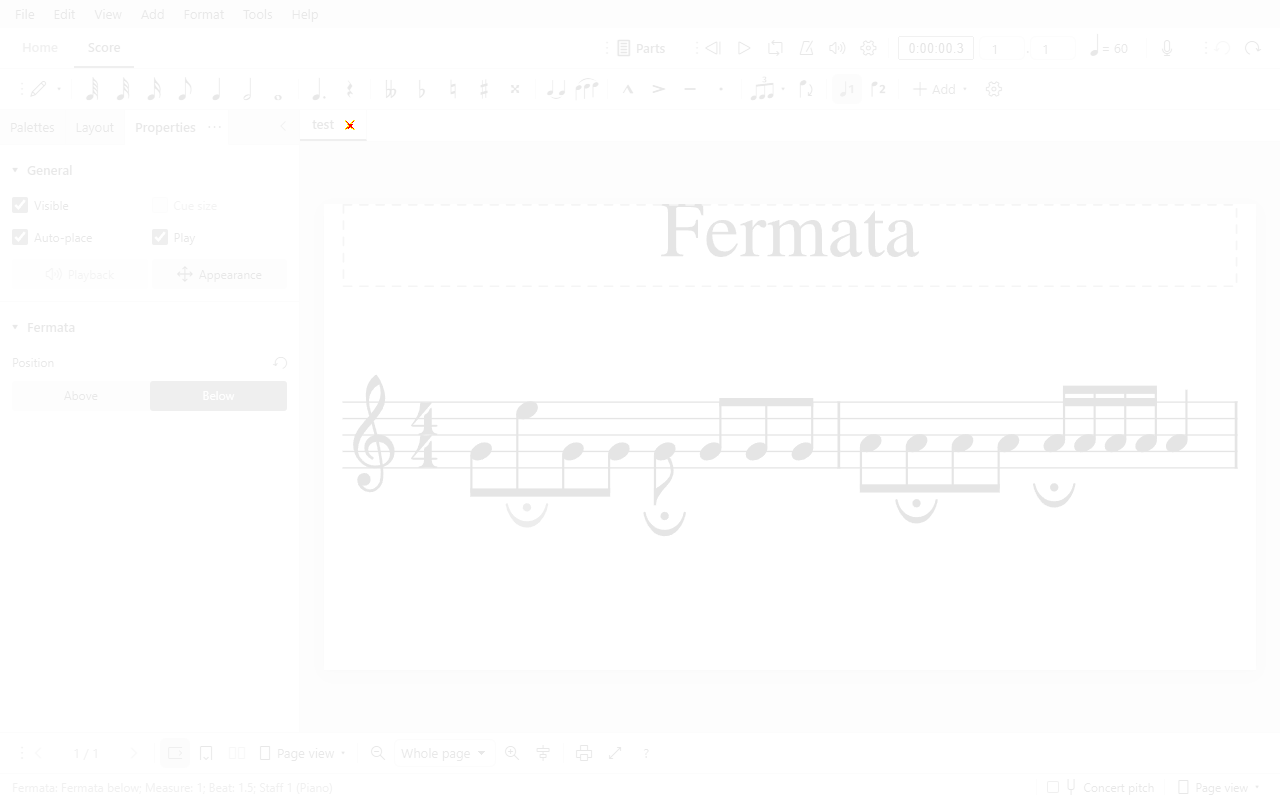 File Edit View Add Format Tools Help
Home Score Parts 0:00:00.3 1 . 1 = 60
Add
Palettes Layout Properties test
General
Visible Cue size
Auto-place Play
Playback Appearance
Fermata
Fermata
Position
Above Below
1 / 1 Page view Whole page ?
Fermata: Fermata below; Measure: 1; Beat: 1.5; Staff 1 (Piano) Concert pitch Page view